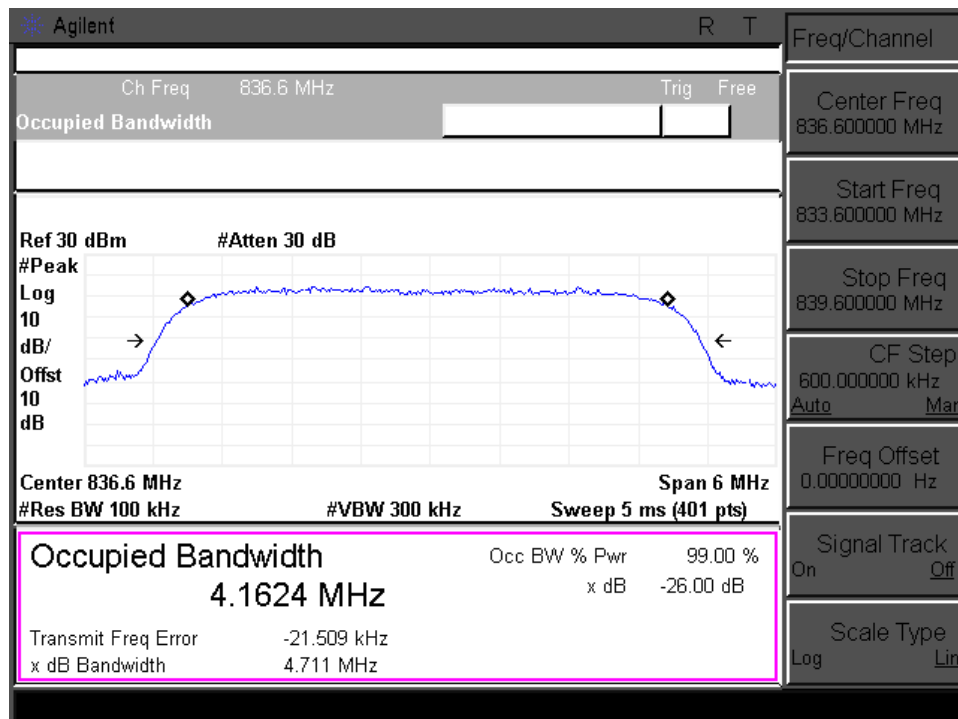 Agilent R T
Ch Freq 836.6 MHz Trig Free
Occupied Bandwidth
Ref 30 dBm #Atten 30 dB
#Peak
Log
10
dB/
Offst
10
dB
Center 836.6 MHz Span 6 MHz
#Res BW 100 kHz #VBW 300 kHz Sweep 5 ms (401 pts)
Occupied Bandwidth
4.1624 MHz
Occ BW % Pwr 99.00 %
x dB -26.00 dB
Transmit Freq Error -21.509 kHz
x dB Bandwidth 4.711 MHz
Freq/Channel
Center Freq
836.600000 MHz
Start Freq
833.600000 MHz
Stop Freq
839.600000 MHz
CF Step
600.000000 kHz
Auto Mar
Freq Offset
0.00000000 Hz
Signal Track
On Off
Scale Type
Log Lin